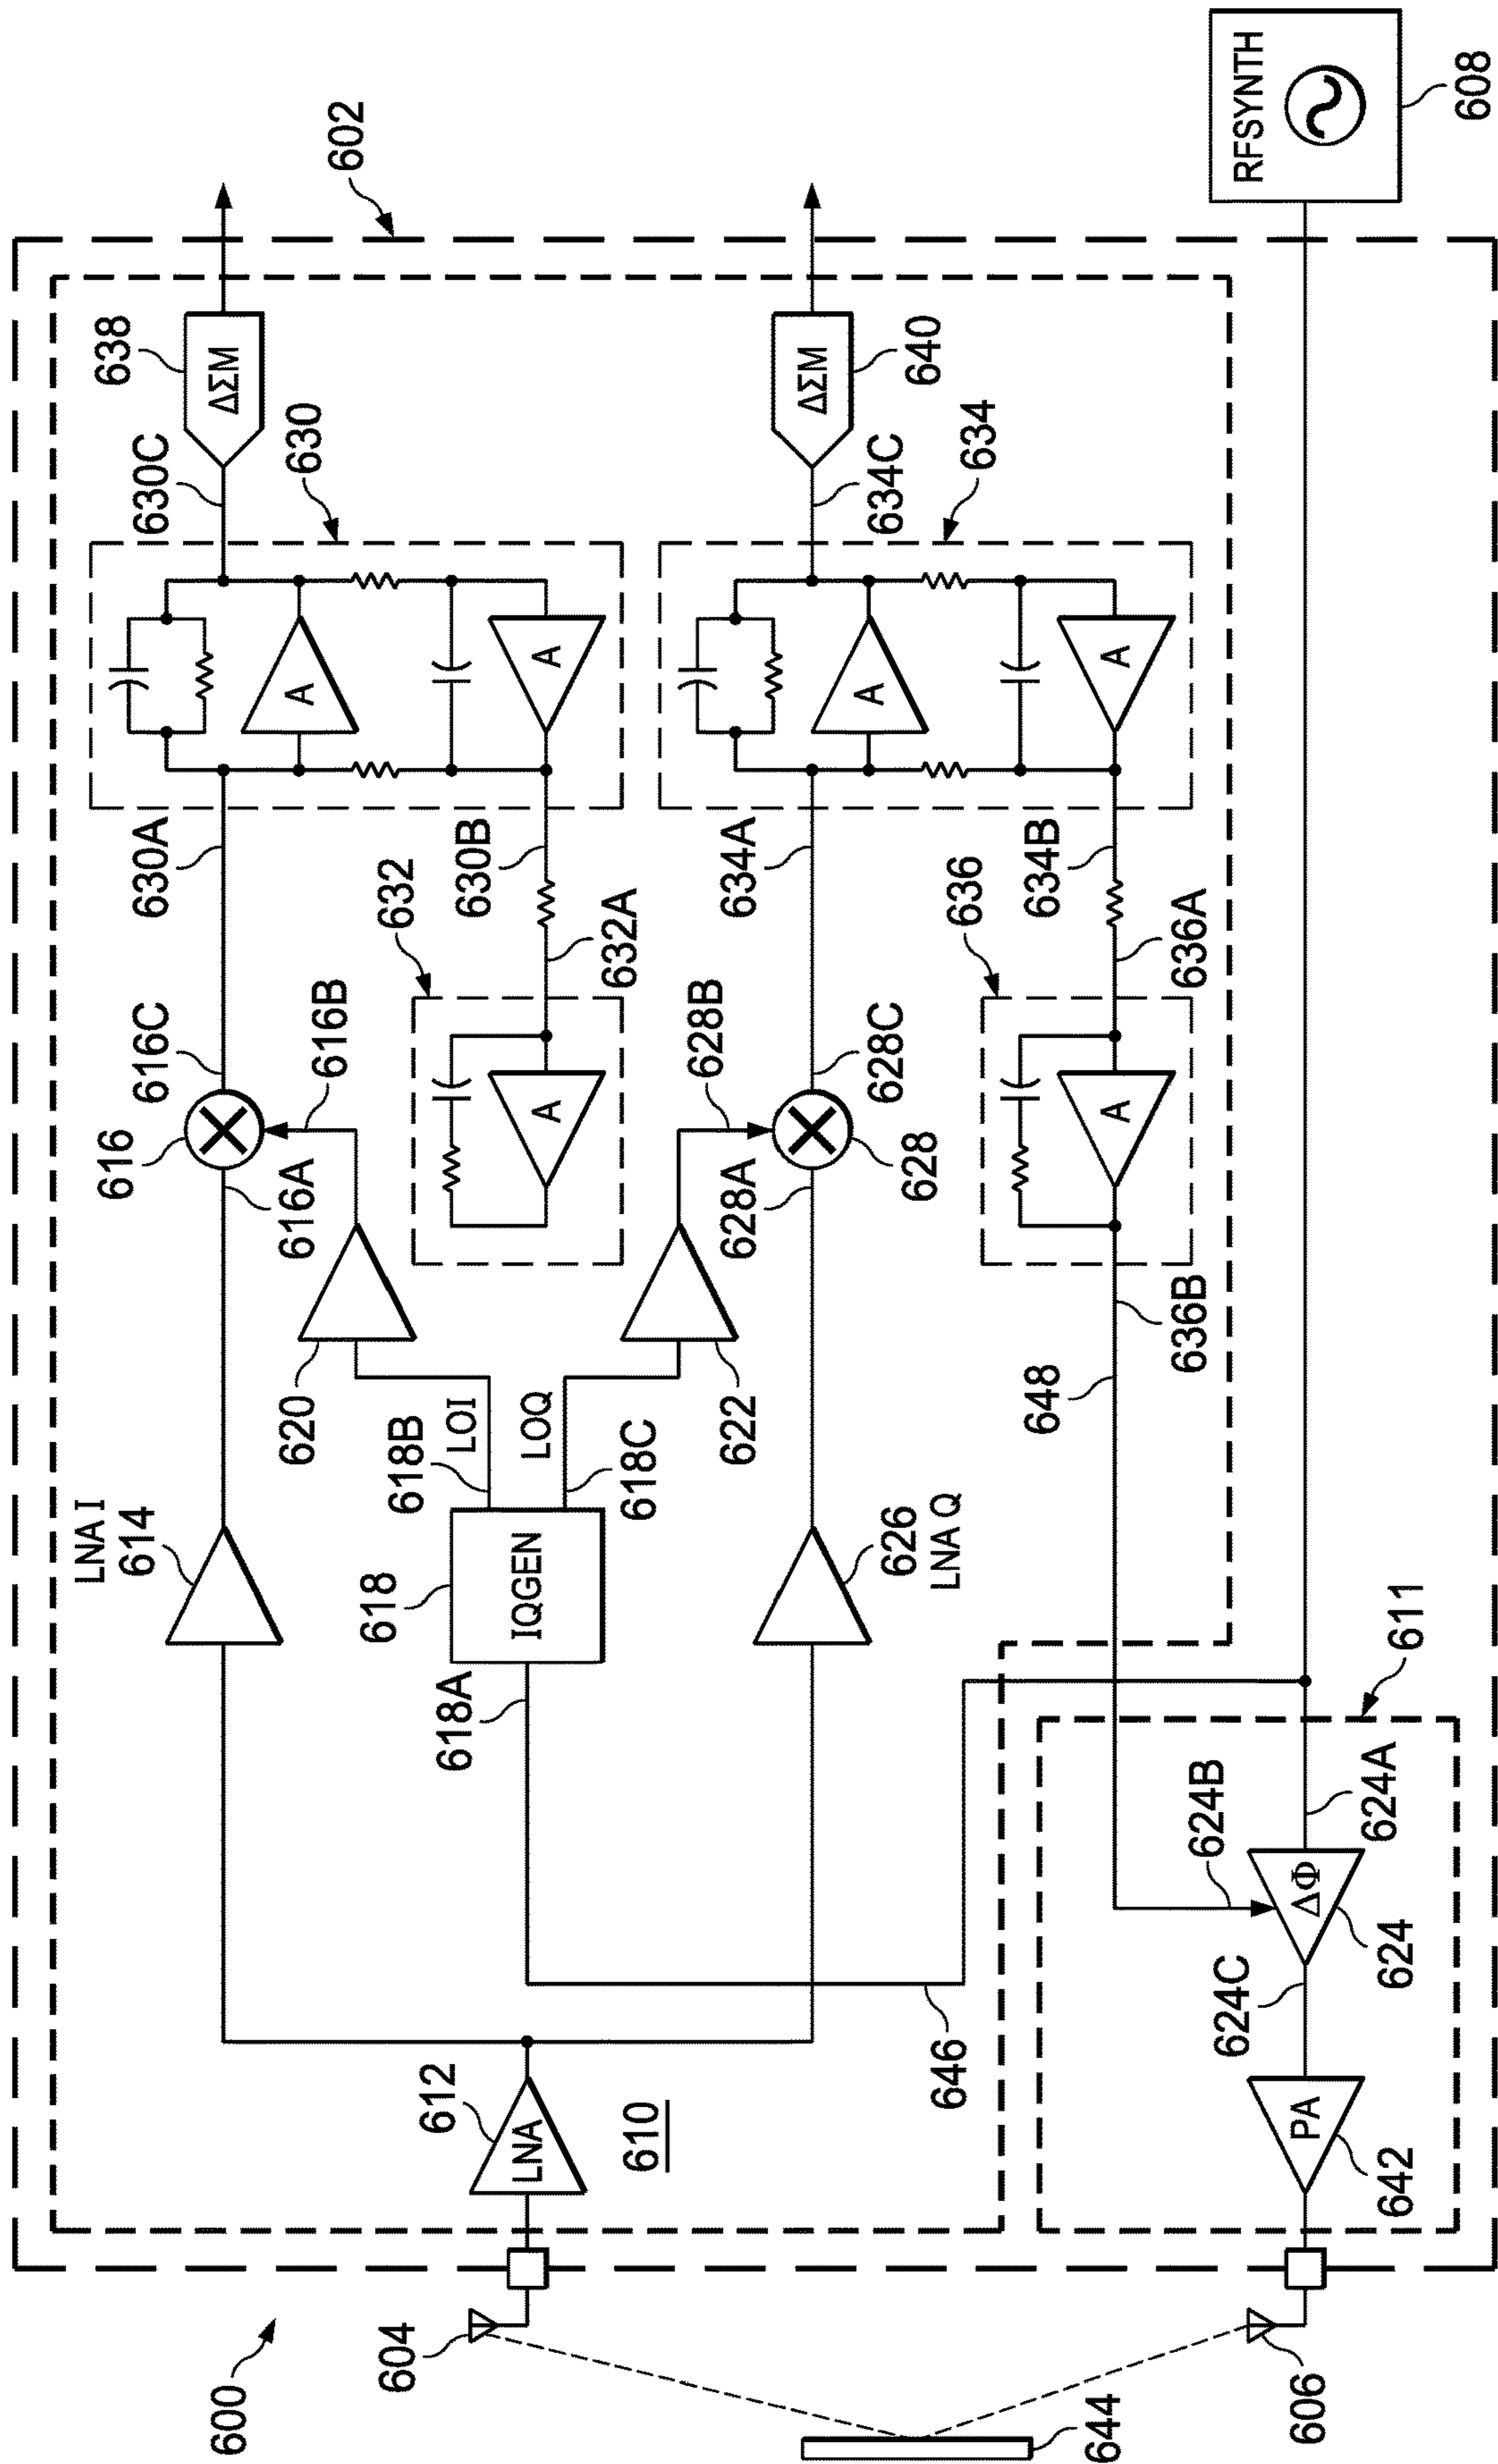 600
602
604
606
644
608
RFSYNTH
610
611
612
LNA
LNA I
614
616
616A
616B
616C
618
IQGEN
618A
618B
LOI
LOQ
618C
620
622
626
LNA Q
628
628A
628B
628C
630A
630B
630C
630
A
A
632
632A
A
634A
634B
634C
634
A
A
636
636A
636B
A
638
ΔΣM
640
ΔΣM
646
648
624A
624B
624C
624
ΔΦ
PA
642